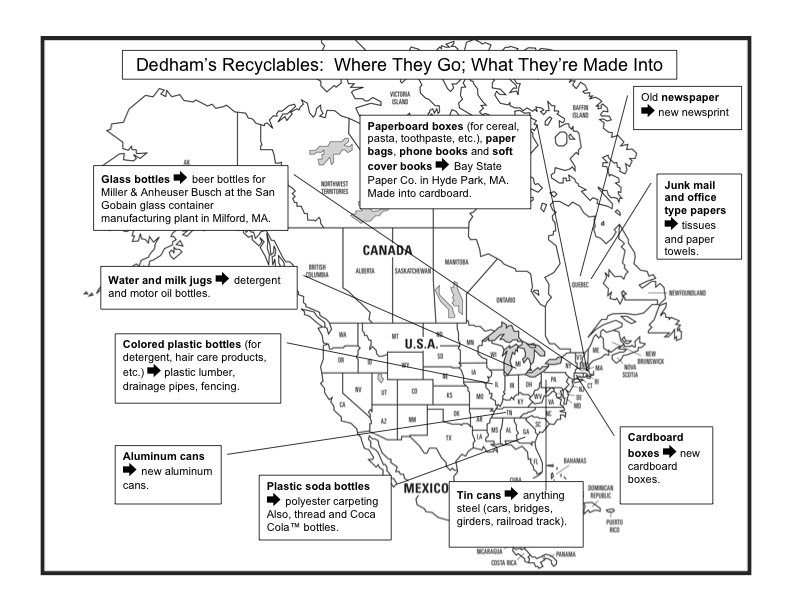 Dedham's Recyclables: Where They Go; What They're Made Into
Old newspaper
➡ new newsprint
Paperboard boxes (for cereal,
pasta, toothpaste, etc.), paper
bags, phone books and soft
cover books ➡ Bay State
Paper Co. in Hyde Park, MA.
Made into cardboard.
Glass bottles ➡ beer bottles for
Miller & Anheuser Busch at the San
Gobain glass container
manufacturing plant in Milford, MA.
Junk mail
and office
type papers
➡ tissues
and paper
towels.
Water and milk jugs ➡ detergent
and motor oil bottles.
Colored plastic bottles (for
detergent, hair care products,
etc.) ➡ plastic lumber,
drainage pipes, fencing.
Aluminum cans
➡ new aluminum
cans.
Plastic soda bottles
➡ polyester carpeting
Also, thread and Coca
Cola™ bottles.
Tin cans ➡ anything
steel (cars, bridges,
girders, railroad track).
Cardboard
boxes ➡ new
cardboard
boxes.
VICTORIA
ISLAND
BAFFIN
ISLAND
AK
NORTHWEST
TERRITORIES
CANADA
BRITISH
COLUMBIA
ALBERTA
SASKATCHEWAN
MANITOBA
ONTARIO
QUEBEC
NEWFOUNDLAND
NEW
BRUNSWICK
NOVA
SCOTIA
U.S.A.
WA
MT
ND
MN
OR
ID
WY
SD
WI
MI
NY
VT
ME
MA
RI
CT
NJ
DE
MD
NV
UT
CO
NE
IA
IL
IN
OH
PA
WV
VA
CA
AZ
NM
KS
MO
KY
OK
AR
TN
NC
SC
TX
LA
MS
AL
GA
FL
MEXICO
BAHAMAS
CUBA
DOMINICAN
REPUBLIC
PUERTO
RICO
NICARAGUA
COSTA RICA
PANAMA